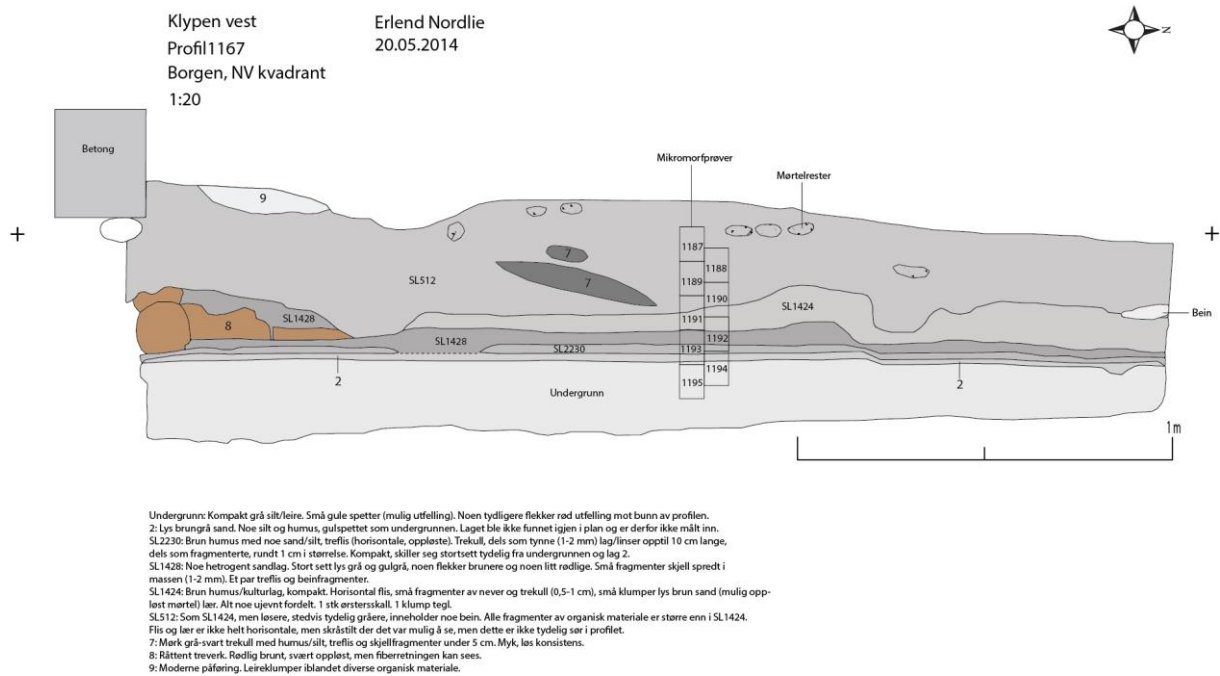 Klypen vest
Profil1167
Borgen, NV kvadrant
1:20
Erlend Nordlie
20.05.2014
N
Betong
Mikromorfprøver
Mørtelrester
9
7
7
SL512
SL1428
8
SL1428
SL2230
SL1424
1187
1188
1189
1190
1191
1192
1193
1194
1195
Bein
2
2
Undergrunn
1m
Undergrunn: Kompakt grå silt/leire. Små gule spetter (mulig utfelling). Noen tydligere flekker rød utfelling mot bunn av profilen.
2: Lys brungrå sand. Noe silt og humus, gulspettet som undergrunnen. Laget ble ikke funnet igjen i plan og er derfor ikke målt inn.
SL2230: Brun humus med noe sand/silt, treflis (horisontale, oppløste). Trekull, dels som tynne (1-2 mm) lag/linser opptil 10 cm lange,
dels som fragmenterte, rundt 1 cm i størrelse. Kompakt, skiller seg stortsett tydelig fra undergrunnen og lag 2.
SL1428: Noe hetrogent sandlag. Stort sett lys grå og gulgrå, noen flekker brunere og noen litt rødlige. Små fragmenter skjell spredt i
massen (1-2 mm). Et par treflis og beinfragmenter.
SL1424: Brun humus/kulturlag, kompakt. Horisontal flis, små fragmenter av never og trekull (0,5-1 cm), små klumper lys brun sand (mulig opp-
løst mørtel) lær. Alt noe ujevnt fordelt. 1 stk ørstersskall. 1 klump tegl.
SL512: Som SL1424, men løsere, stedvis tydelig gråere, inneholder noe bein. Alle fragmenter av organisk materiale er større enn i SL1424.
Flis og lær er ikke helt horisontale, men skråstilt der det var mulig å se, men dette er ikke tydelig sør i profilet.
7: Mørk grå-svart trekull med humus/silt, treflis og skjellfragmenter under 5 cm. Myk, løs konsistens.
8: Råttent treverk. Rødlig brunt, svært oppløst, men fiberretningen kan sees.
9: Moderne påføring. Leireklumper iblandet diverse organisk materiale.